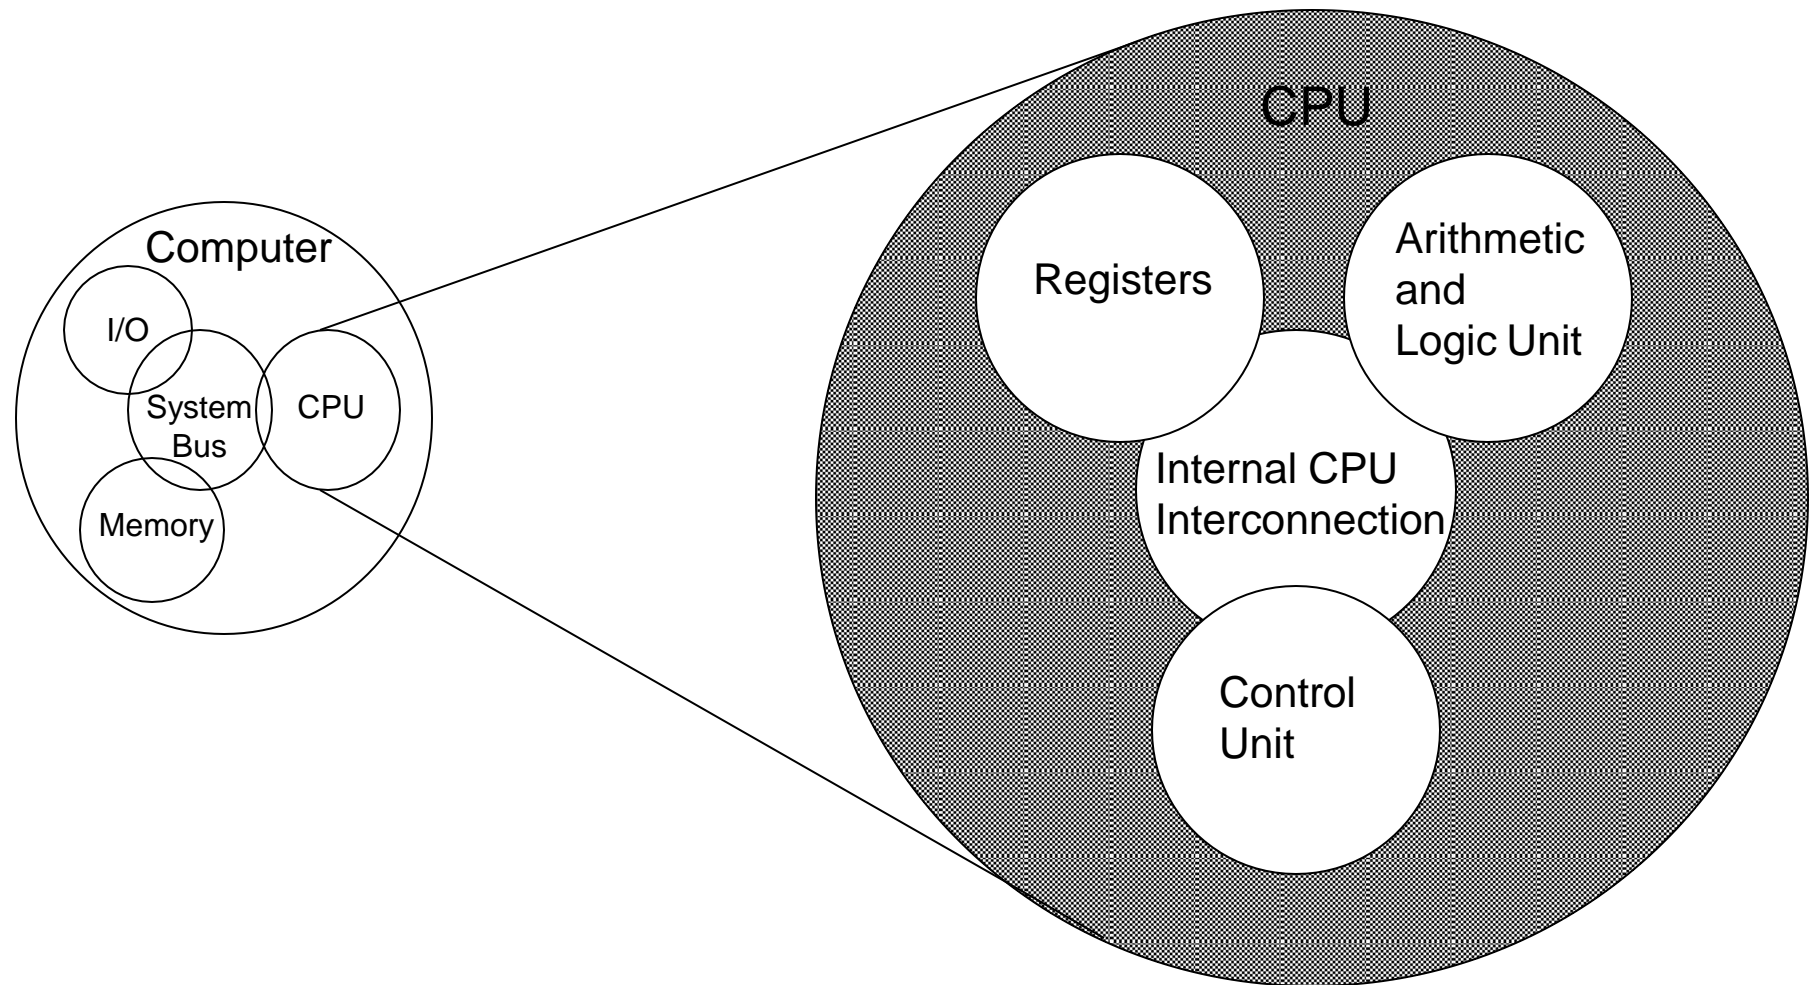 Computer
I/O
System
Bus
CPU
Memory
CPU
Registers
Arithmetic
and
Logic Unit
Internal CPU
Interconnection
Control
Unit